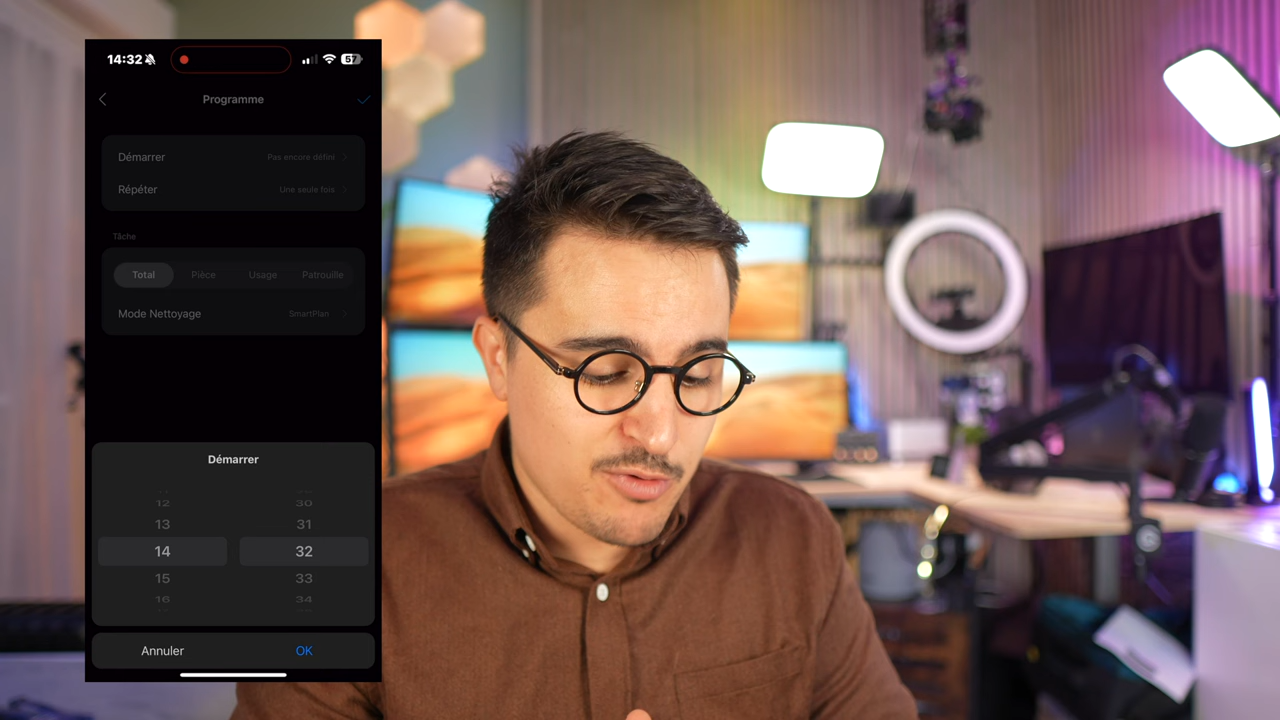 14:32
57
Programme
Démarrer Pas encore défini
Répéter Une seule fois
Tâche
Total Pièce Usage Patrouille
Mode Nettoyage SmartPlan
Démarrer
12 30
13 31
14 32
15 33
16 34
Annuler OK